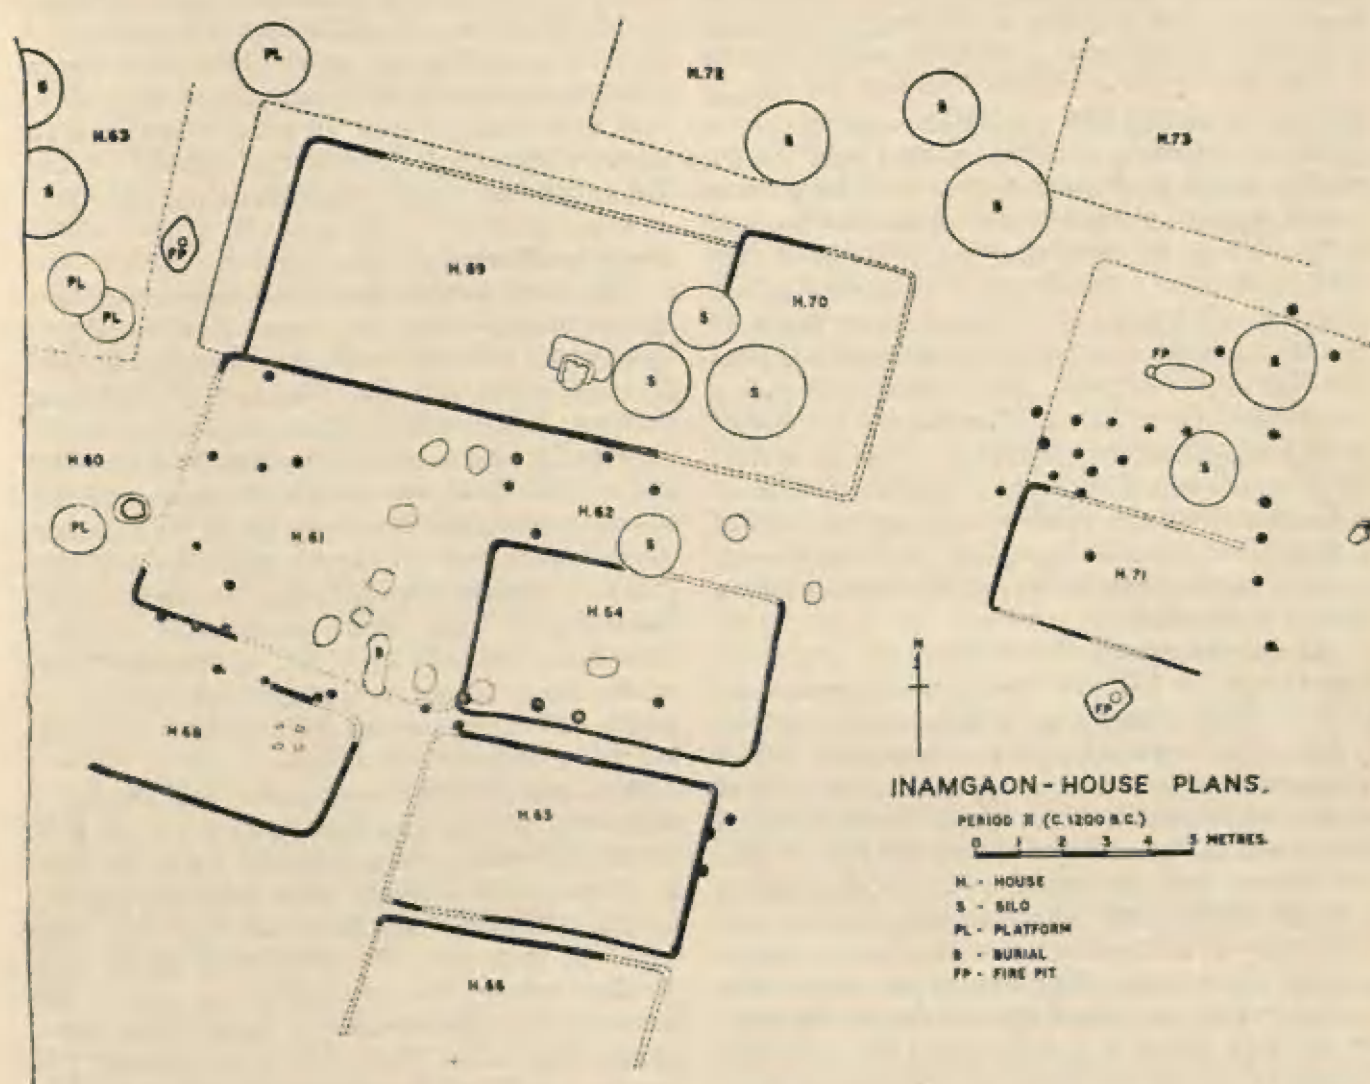 PL
H.72
S
S
H.63
S
H.73
S
S
FP
H.69
PL
H.70
PL
S
FP
S
S
S
H.60
S
PL
H.62
H.61
S
H.71
H.64
N
B
FP
H.68
INAMGAON - HOUSE PLANS.
PERIOD II (C. 1200 B.C.)
0 1 2 3 4 5 METRES.
H.65
H - HOUSE
S - SILO
PL - PLATFORM
B - BURIAL
FP - FIRE PIT
H.66